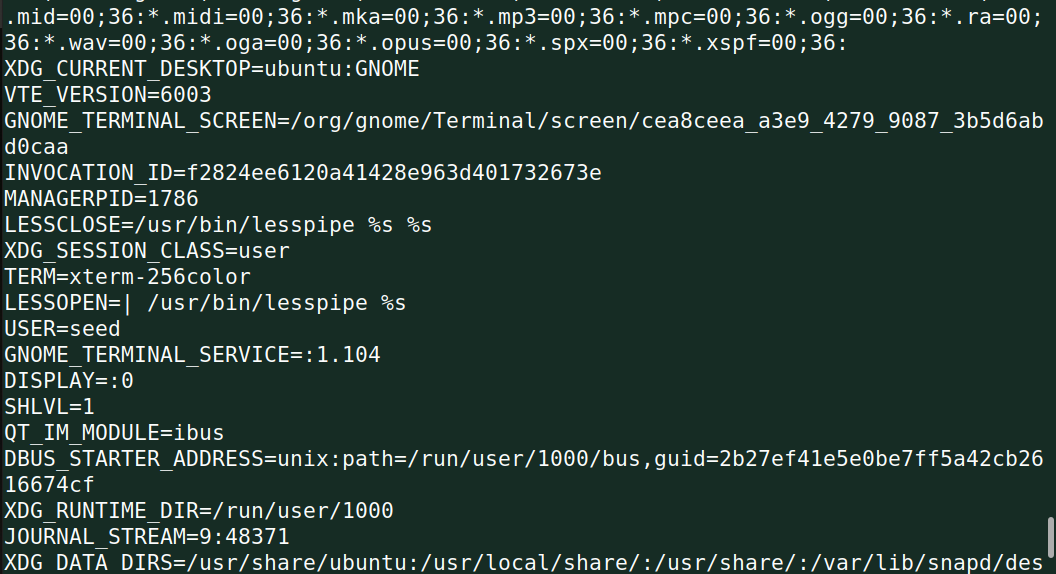 .mid=00;36:*.midi=00;36:*.mka=00;36:*.mp3=00;36:*.mpc=00;36:*.ogg=00;36:*.ra=00;
36:*.wav=00;36:*.oga=00;36:*.opus=00;36:*.spx=00;36:*.xspf=00;36:
XDG_CURRENT_DESKTOP=ubuntu:GNOME
VTE_VERSION=6003
GNOME_TERMINAL_SCREEN=/org/gnome/Terminal/screen/cea8ceea_a3e9_4279_9087_3b5d6ab
d0caa
INVOCATION_ID=f2824ee6120a41428e963d401732673e
MANAGERPID=1786
LESSCLOSE=/usr/bin/lesspipe %s %s
XDG_SESSION_CLASS=user
TERM=xterm-256color
LESSOPEN=| /usr/bin/lesspipe %s
USER=seed
GNOME_TERMINAL_SERVICE=:1.104
DISPLAY=:0
SHLVL=1
QT_IM_MODULE=ibus
DBUS_STARTER_ADDRESS=unix:path=/run/user/1000/bus,guid=2b27ef41e5e0be7ff5a42cb26
16674cf
XDG_RUNTIME_DIR=/run/user/1000
JOURNAL_STREAM=9:48371
XDG_DATA_DIRS=/usr/share/ubuntu:/usr/local/share/:/usr/share/:/var/lib/snapd/des